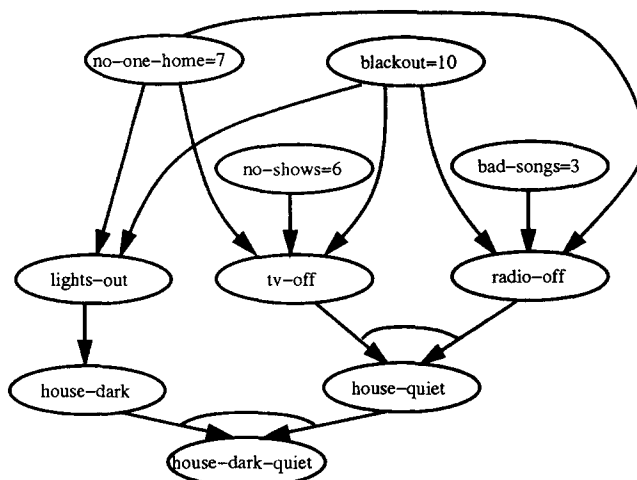 no−one−home=7
blackout=10
no−shows=6
bad−songs=3
lights−out
tv−off
radio−off
house−dark
house−quiet
house−dark−quiet